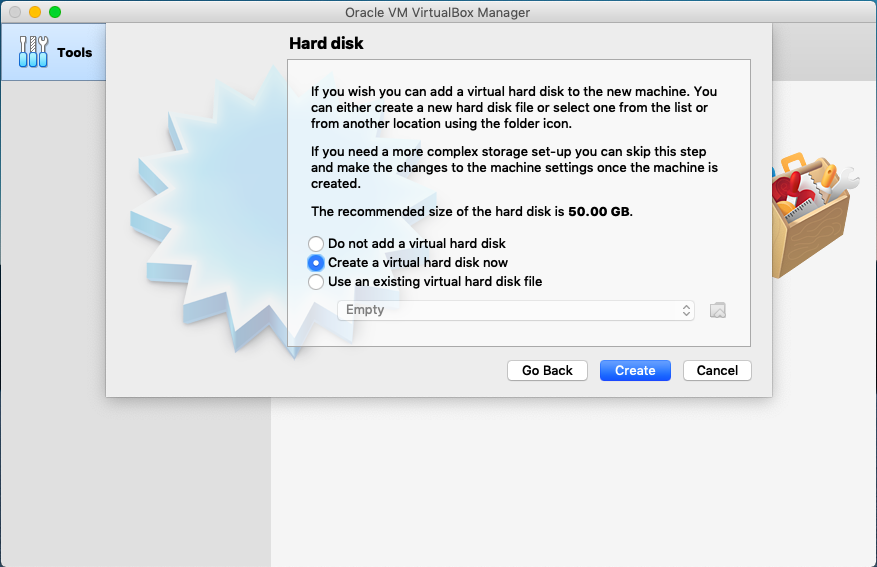 Oracle VM VirtualBox Manager
Tools
Hard disk
If you wish you can add a virtual hard disk to the new machine. You
can either create a new hard disk file or select one from the list or
from another location using the folder icon.
If you need a more complex storage set-up you can skip this step
and make the changes to the machine settings once the machine is
created.
The recommended size of the hard disk is 50.00 GB.
Do not add a virtual hard disk
Create a virtual hard disk now
Use an existing virtual hard disk file
Empty
Go Back Create Cancel